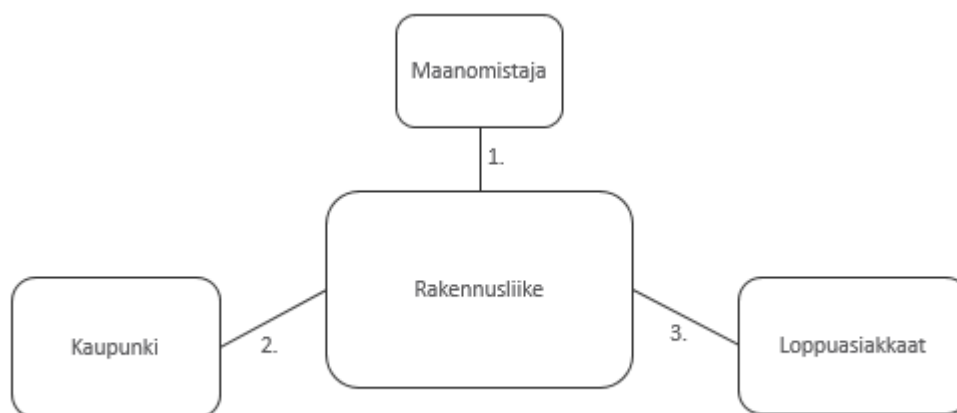 Maanomistaja
1.
Rakennusliike
Kaupunki
2.
3.
Loppuasiakkaat